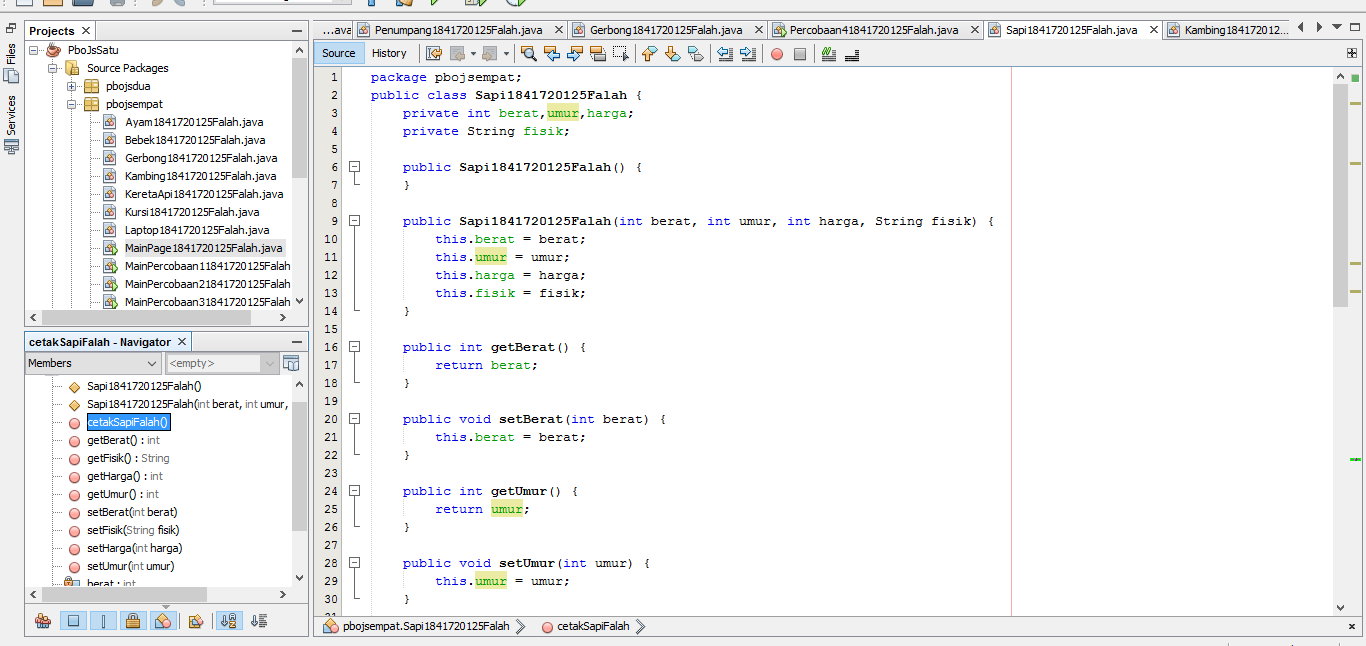 Projects
PboJsSatu
Source Packages
pbojsdua
pbojsempat
Ayam1841720125Falah.java
Bebek1841720125Falah.java
Gerbong1841720125Falah.java
Kambing1841720125Falah.java
KeretaApi1841720125Falah.java
Kursi1841720125Falah.java
Laptop1841720125Falah.java
MainPage1841720125Falah.java
MainPercobaan11841720125Falah
MainPercobaan21841720125Falah
MainPercobaan31841720125Falah
Files
Services
cetakSapiFalah - Navigator
Members
<empty>
Sapi1841720125Falah()
Sapi1841720125Falah(int berat, int umur,
cetakSapiFalah()
getBerat() : int
getFisik() : String
getHarga() : int
getUmur() : int
setBerat(int berat)
setFisik(String fisik)
setHarga(int harga)
setUmur(int umur)
berat : int
...ava
Penumpang1841720125Falah.java
Gerbong1841720125Falah.java
Percobaan41841720125Falah.java
Sapi1841720125Falah.java
Kambing184172012...
Source
History
1 package pbojsempat;
2 public class Sapi1841720125Falah {
3 private int berat,umur,harga;
4 private String fisik;
5
6 public Sapi1841720125Falah() {
7 }
8
9 public Sapi1841720125Falah(int berat, int umur, int harga, String fisik) {
10 this.berat = berat;
11 this.umur = umur;
12 this.harga = harga;
13 this.fisik = fisik;
14 }
15
16 public int getBerat() {
17 return berat;
18 }
19
20 public void setBerat(int berat) {
21 this.berat = berat;
22 }
23
24 public int getUmur() {
25 return umur;
26 }
27
28 public void setUmur(int umur) {
29 this.umur = umur;
30 }
pbojsempat.Sapi1841720125Falah
cetakSapiFalah